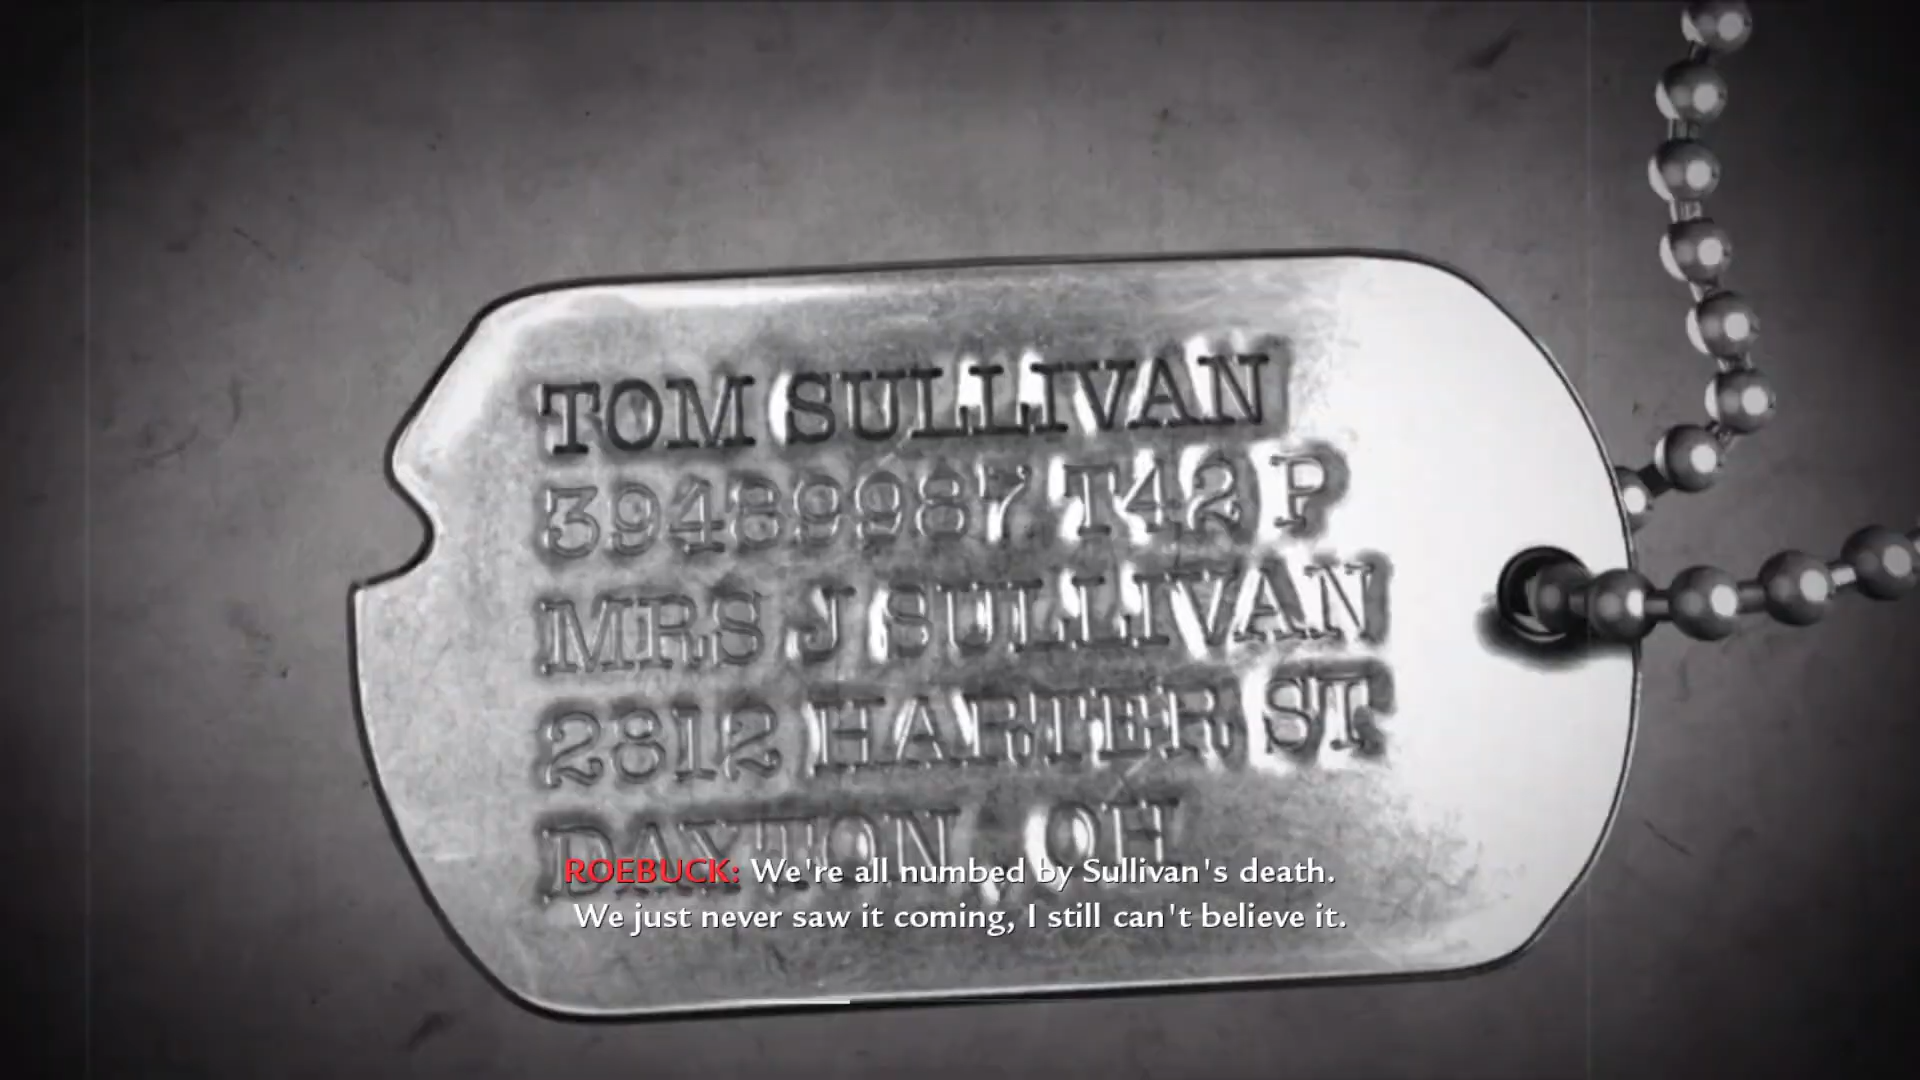 TOM SULLIVAN
39489987 T42 P
MRS J SULLIVAN
2812 HARTER ST
DAYTON, OH
ROEBUCK: We're all numbed by Sullivan's death.
We just never saw it coming, I still can't believe it.